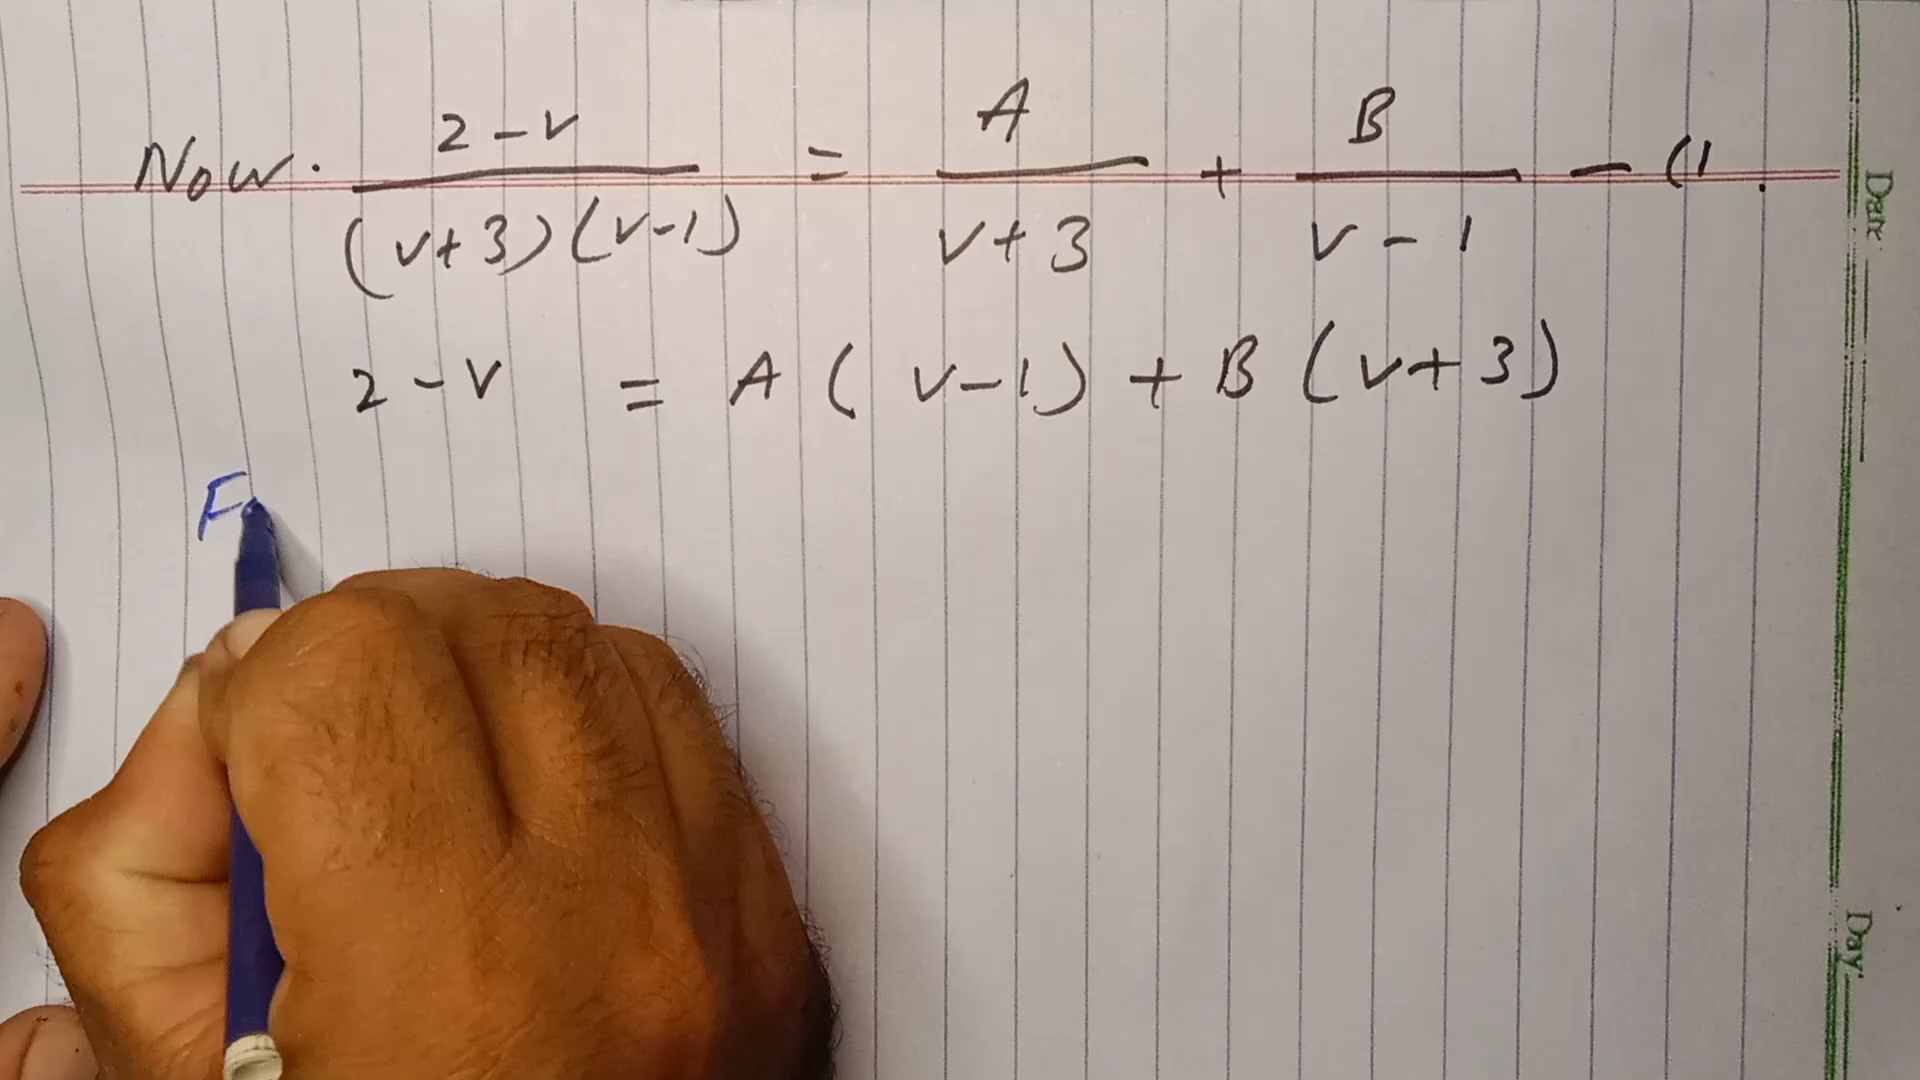 Now. 2-v / (v+3)(v-1) = A / v+3 + B / v-1 - (1.
2-v = A (v-1) + B (v+3)
F
Date:
Day: